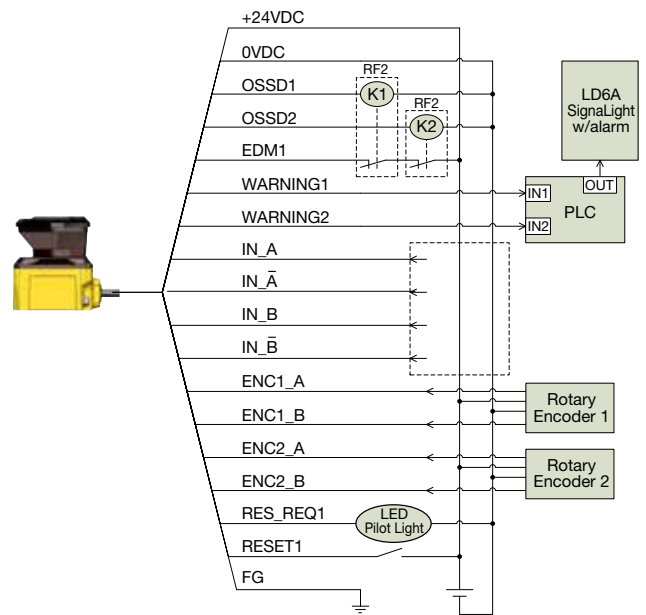 +24VDC
0VDC
OSSD1
RF2
K1
OSSD2
RF2
K2
EDM1
LD6A
SignaLight
w/alarm
WARNING1
IN1
OUT
PLC
WARNING2
IN2
IN_A
IN_A̅
IN_B
IN_B̅
ENC1_A
ENC1_B
Rotary
Encoder 1
ENC2_A
ENC2_B
Rotary
Encoder 2
RES_REQ1
LED
Pilot Light
RESET1
FG